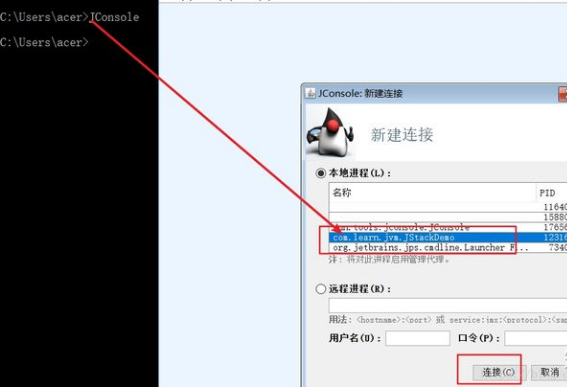 C:\Users\acer>JConsole
C:\Users\acer>
JConsole: 新建连接
新建连接
本地进程(L):
名称 PID
11640
15880
sun.tools.jconsole.JConsole 17656
com.learn.jvm.JStackDemo 12316
org.jetbrains.jps.cmdline.Launcher F... 7340
注: 将对此进程启用管理代理。
远程进程(R):
用法: <hostname>:<port> 或 service:jmx:<protocol>:<sap
用户名(U): 口令(P):
连接(C) 取消